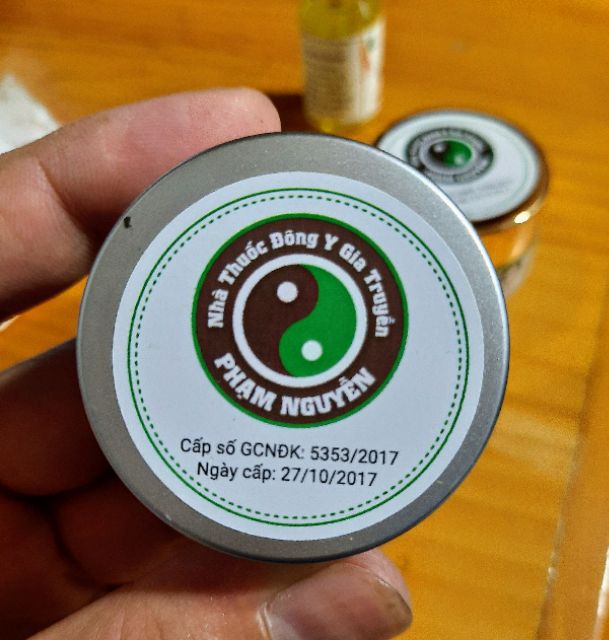 Nhà Thuốc Đông Y Gia Truyền
PHẠM NGUYỄN
Cấp số GCNĐK: 5353/2017
Ngày cấp: 27/10/2017